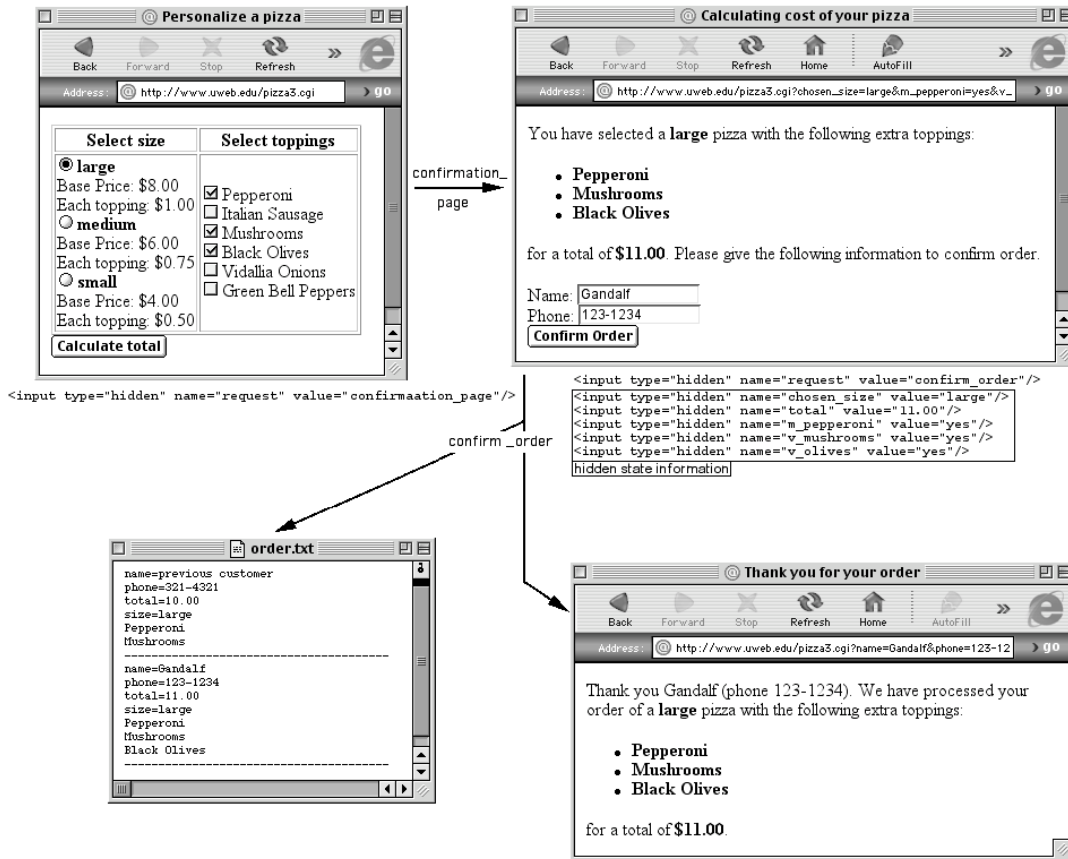 Personalize a pizza
Back Forward Stop Refresh »
Address: http://www.uweb.edu/pizza3.cgi go
Select size Select toppings
large
Base Price: $8.00
Each topping: $1.00
medium
Base Price: $6.00
Each topping: $0.75
small
Base Price: $4.00
Each topping: $0.50
Pepperoni
Italian Sausage
Mushrooms
Black Olives
Vidallia Onions
Green Bell Peppers
Calculate total
<input type="hidden" name="request" value="confirmaation_page"/>
confirmation_
page
Calculating cost of your pizza
Back Forward Stop Refresh Home AutoFill »
Address: http://www.uweb.edu/pizza3.cgi?chosen_size=large&m_pepperoni=yes&v_ go
You have selected a large pizza with the following extra toppings:
• Pepperoni
• Mushrooms
• Black Olives
for a total of $11.00. Please give the following information to confirm order.
Name: Gandalf
Phone: 123-1234
Confirm Order
<input type="hidden" name="request" value="confirm_order"/>
<input type="hidden" name="chosen_size" value="large"/>
<input type="hidden" name="total" value="11.00"/>
<input type="hidden" name="m_pepperoni" value="yes"/>
<input type="hidden" name="v_mushrooms" value="yes"/>
<input type="hidden" name="v_olives" value="yes"/>
hidden state information
confirm _order
order.txt
name=previous customer
phone=321-4321
total=10.00
size=large
Pepperoni
Mushrooms
----------------------------------------
name=Gandalf
phone=123-1234
total=11.00
size=large
Pepperoni
Mushrooms
Black Olives
----------------------------------------
Thank you for your order
Back Forward Stop Refresh Home AutoFill »
Address: http://www.uweb.edu/pizza3.cgi?name=Gandalf&phone=123-12 go
Thank you Gandalf (phone 123-1234). We have processed your
order of a large pizza with the following extra toppings:
• Pepperoni
• Mushrooms
• Black Olives
for a total of $11.00.